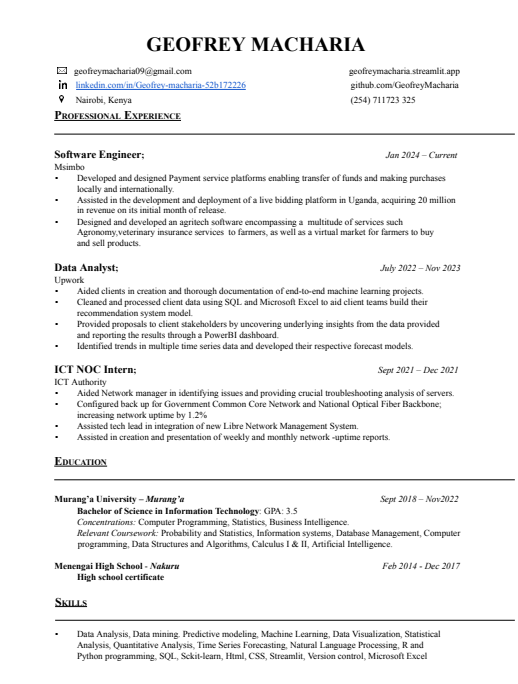 GEOFREY MACHARIA
geofreymacharia09@gmail.com geofreymacharia.streamlit.app
linkedin.com/in/Geofrey-macharia-52b172226 github.com/GeofreyMacharia
Nairobi, Kenya (254) 711723 325
PROFESSIONAL EXPERIENCE
Software Engineer; Jan 2024 – Current
Msimbo
▪ Developed and designed Payment service platforms enabling transfer of funds and making purchases
locally and internationally.
▪ Assisted in the development and deployment of a live bidding platform in Uganda, acquiring 20 million
in revenue on its initial month of release.
▪ Designed and developed an agritech software encompassing a multitude of services such
Agronomy,veterinary insurance services to farmers, as well as a virtual market for farmers to buy
and sell products.
Data Analyst; July 2022 – Nov 2023
Upwork
▪ Aided clients in creation and thorough documentation of end-to-end machine learning projects.
▪ Cleaned and processed client data using SQL and Microsoft Excel to aid client teams build their
recommendation system model.
▪ Provided proposals to client stakeholders by uncovering underlying insights from the data provided
and reporting the results through a PowerBI dashboard.
▪ Identified trends in multiple time series data and developed their respective forecast models.
ICT NOC Intern; Sept 2021 – Dec 2021
ICT Authority
▪ Aided Network manager in identifying issues and providing crucial troubleshooting analysis of servers.
▪ Configured back up for Government Common Core Network and National Optical Fiber Backbone;
increasing network uptime by 1.2%
▪ Assisted tech lead in integration of new Libre Network Management System.
▪ Assisted in creation and presentation of weekly and monthly network -uptime reports.
EDUCATION
Murang’a University – Murang’a Sept 2018 – Nov2022
Bachelor of Science in Information Technology: GPA: 3.5
Concentrations: Computer Programming, Statistics, Business Intelligence.
Relevant Coursework: Probability and Statistics, Information systems, Database Management, Computer
programming, Data Structures and Algorithms, Calculus I & II, Artificial Intelligence.
Menengai High School - Nakuru Feb 2014 - Dec 2017
High school certificate
SKILLS
▪ Data Analysis, Data mining. Predictive modeling, Machine Learning, Data Visualization, Statistical
Analysis, Quantitative Analysis, Time Series Forecasting, Natural Language Processing, R and
Python programming, SQL, Sckit-learn, Html, CSS, Streamlit, Version control, Microsoft Excel